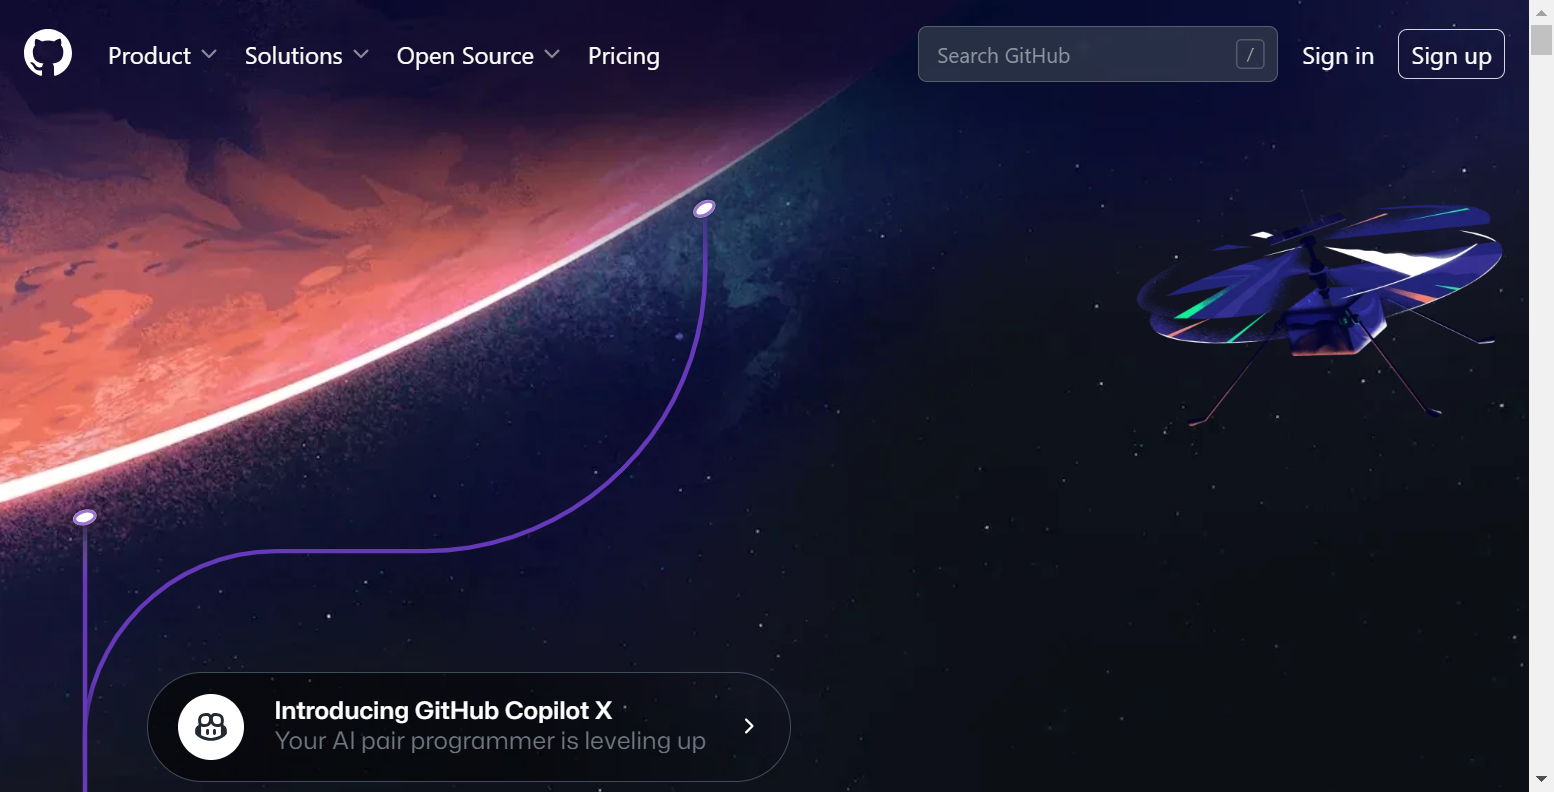 Product
Solutions
Open Source
Pricing
Search GitHub
/
Sign in
Sign up
Introducing GitHub Copilot X
Your AI pair programmer is leveling up